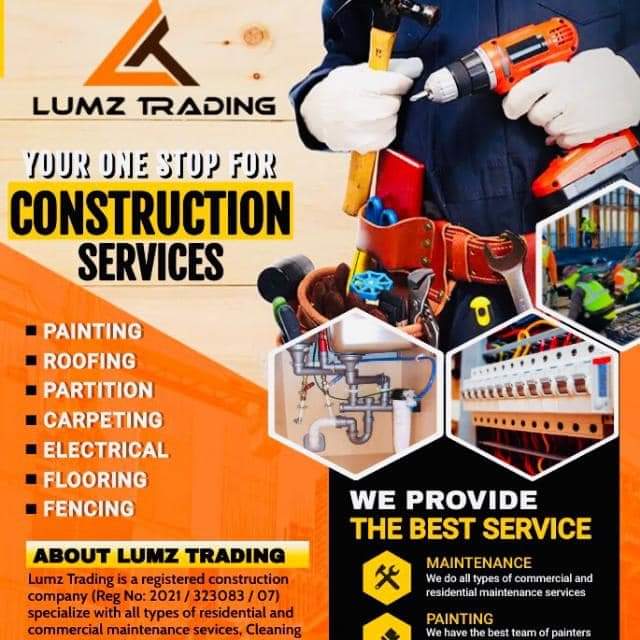 LUMZ TRADING
YOUR ONE STOP FOR
CONSTRUCTION
SERVICES
PAINTING
ROOFING
PARTITION
CARPETING
ELECTRICAL
FLOORING
FENCING
ABOUT LUMZ TRADING
Lumz Trading is a registered construction
company (Reg No: 2021 / 323083 / 07)
specialize with all types of residential and
commercial maintenance sevices, Cleaning
WE PROVIDE
THE BEST SERVICE
MAINTENANCE
We do all types of commercial and
residential maintenance services
PAINTING
We have the best team of painters